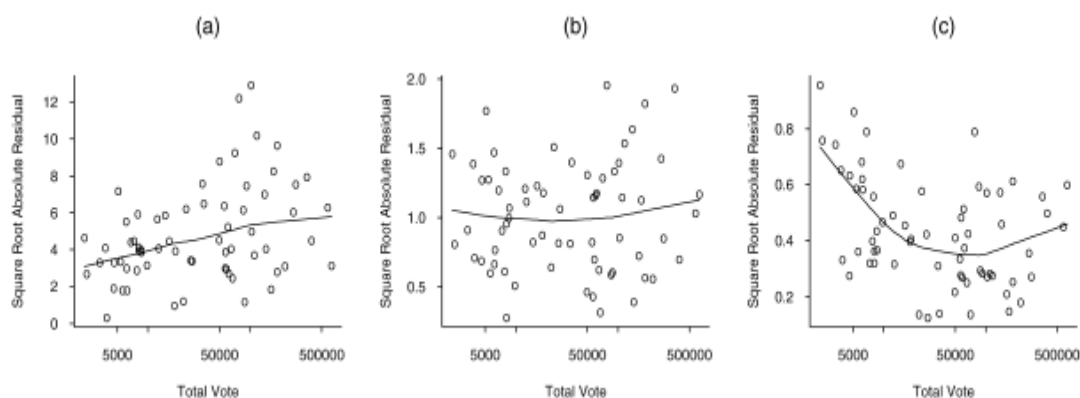 (a)
Square Root Absolute Residual
12
10
8
6
4
2
0
5000 50000 500000
Total Vote
(b)
Square Root Absolute Residual
2.0
1.5
1.0
0.5
5000 50000 500000
Total Vote
(c)
Square Root Absolute Residual
0.8
0.6
0.4
0.2
5000 50000 500000
Total Vote